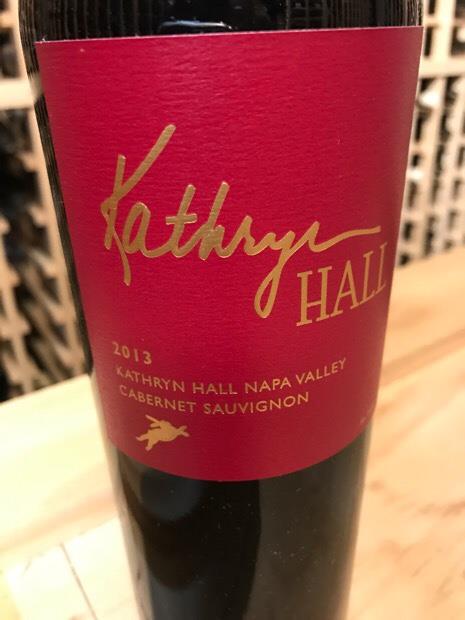 Kathryn
HALL
2013
KATHRYN HALL NAPA VALLEY
CABERNET SAUVIGNON